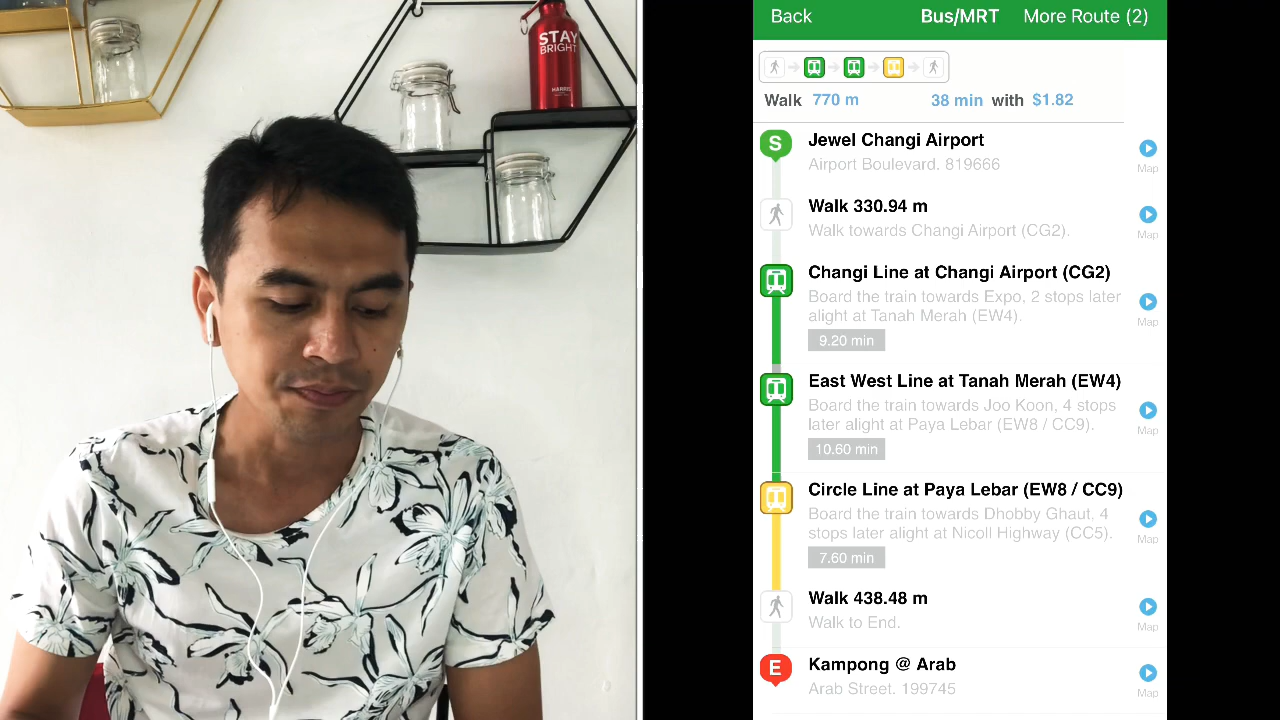 STAY
BRIGHT
Back
Bus/MRT
More Route (2)
Walk 770 m
38 min with $1.82
S
Jewel Changi Airport
Airport Boulevard. 819666
Map
Walk 330.94 m
Walk towards Changi Airport (CG2).
Map
Changi Line at Changi Airport (CG2)
Board the train towards Expo, 2 stops later
alight at Tanah Merah (EW4).
Map
9.20 min
East West Line at Tanah Merah (EW4)
Board the train towards Joo Koon, 4 stops
later alight at Paya Lebar (EW8 / CC9).
Map
10.60 min
Circle Line at Paya Lebar (EW8 / CC9)
Board the train towards Dhobby Ghaut, 4
stops later alight at Nicoll Highway (CC5).
Map
7.60 min
Walk 438.48 m
Walk to End.
Map
E
Kampong @ Arab
Arab Street. 199745
Map